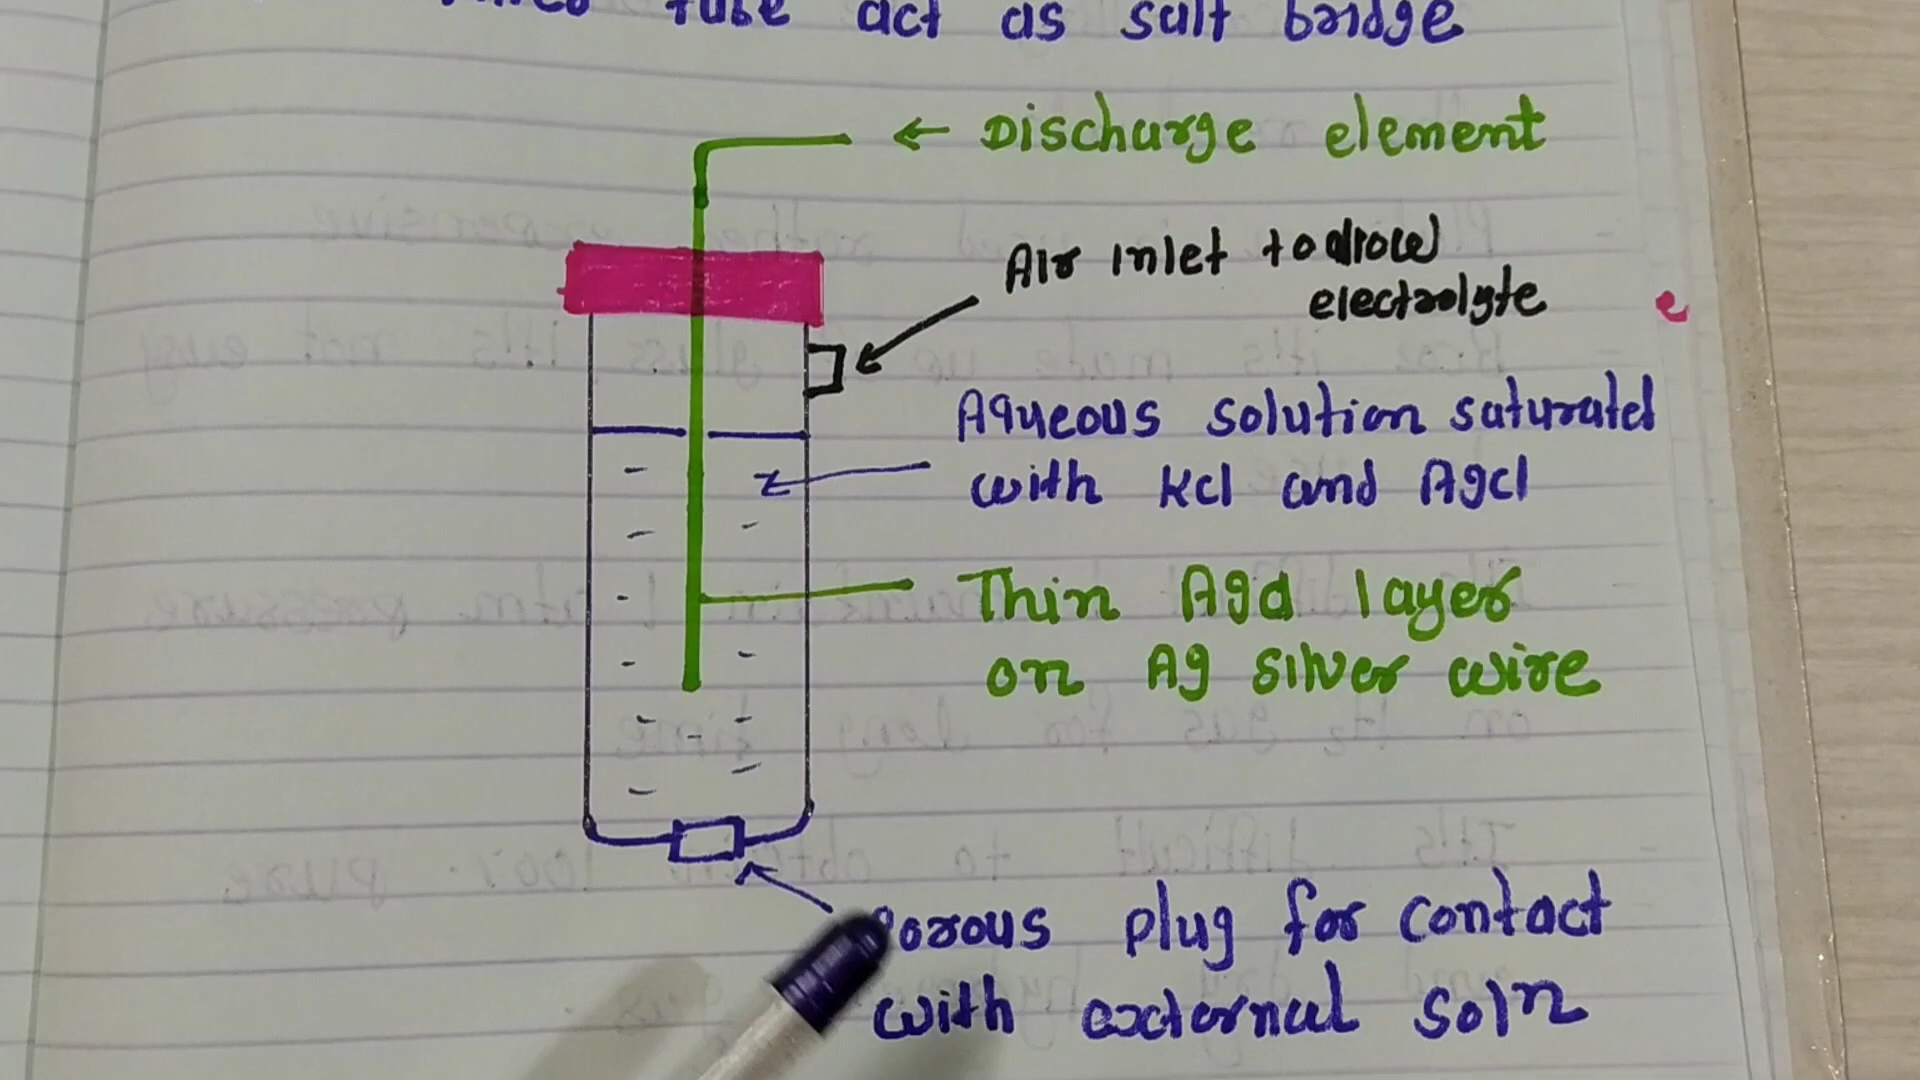 tube act as salt bridge
← Discharge element
Air inlet to allow
electrolyte
e
Aqueous solution saturated
with KCl and AgCl
Thin AgCl layer
on Ag silver wire
Porous plug for contact
with external soln